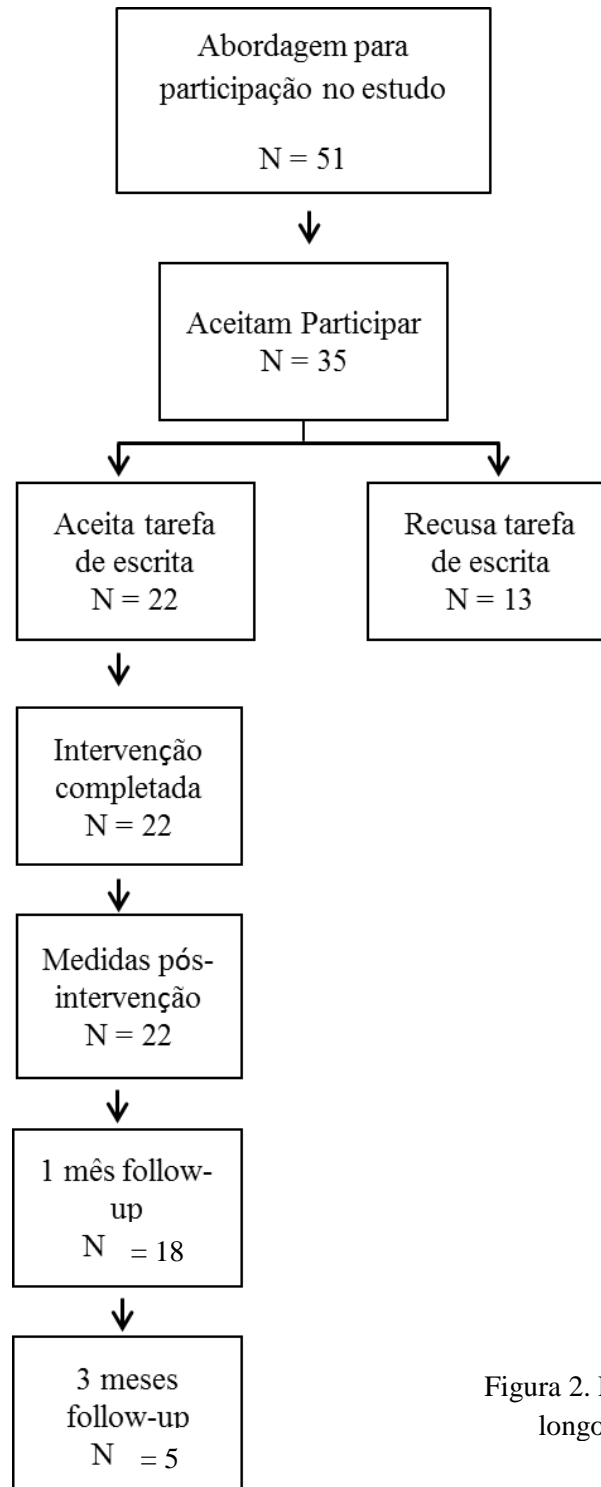 Abordagem para
participação no estudo
N = 51
Aceitam Participar
N = 35
Aceita tarefa
de escrita
N = 22
Recusa tarefa
de escrita
N = 13
Intervenção
completada
N = 22
Medidas pós-
intervenção
N = 22
1 mês follow-
up
N = 18
3 meses
follow-up
N = 5
Figura 2.
longo